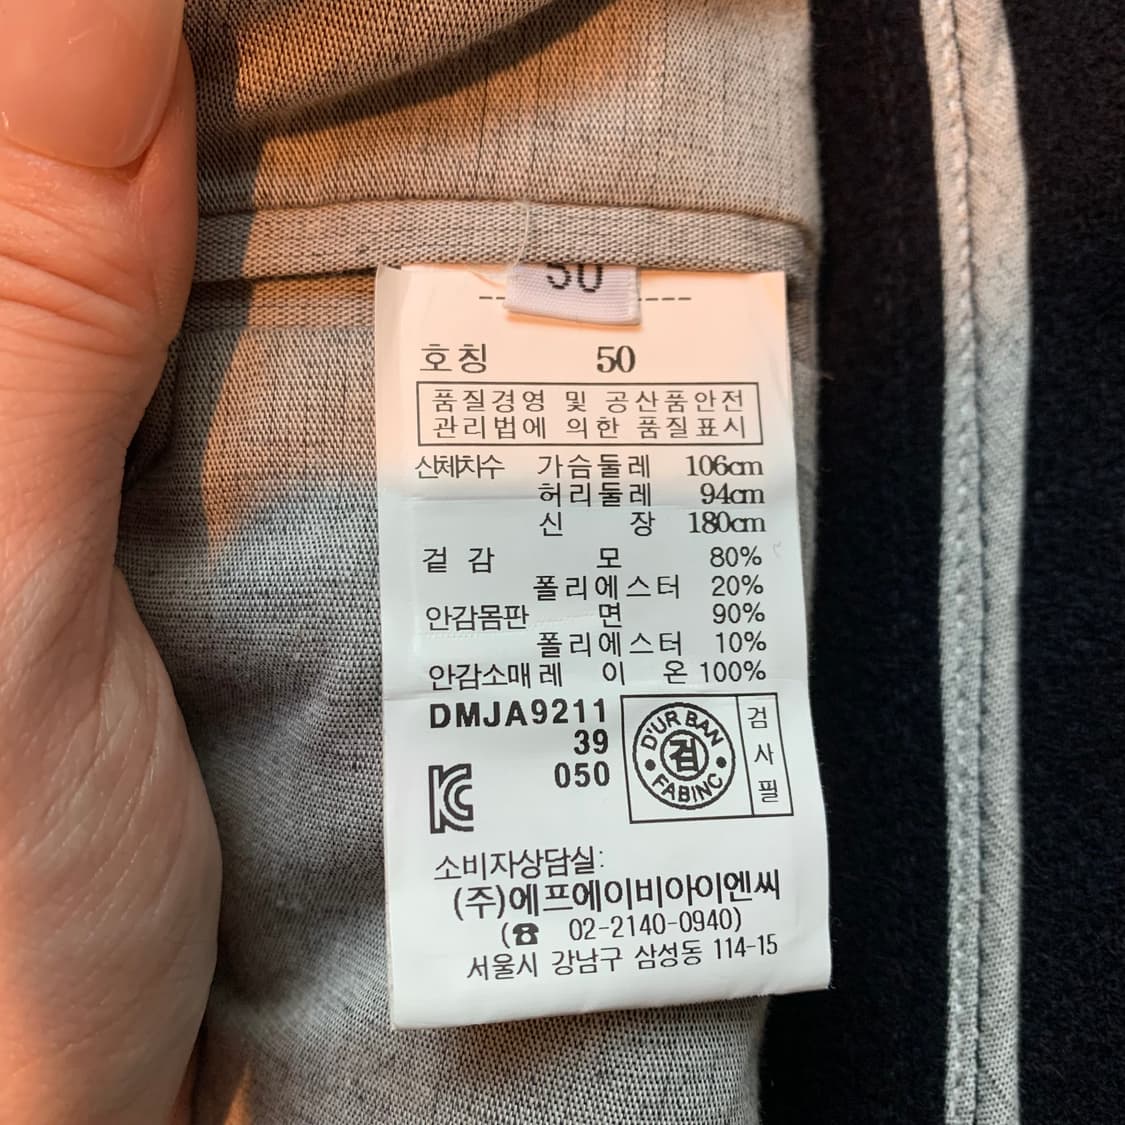 50
호칭 50
품질경영 및 공산품안전
관리법에 의한 품질표시
신체치수 가슴둘레 106cm
허리둘레 94cm
신 장 180cm
겉 감 모 80%
폴리에스터 20%
안감몸판 면 90%
폴리에스터 10%
안감소매 레 이 온 100%
DMJA9211
39
050
D'URBAN
검
FABINC
검사필
소비자상담실:
(주)에프에이비아이엔씨
(☎ 02-2140-0940)
서울시 강남구 삼성동 114-15